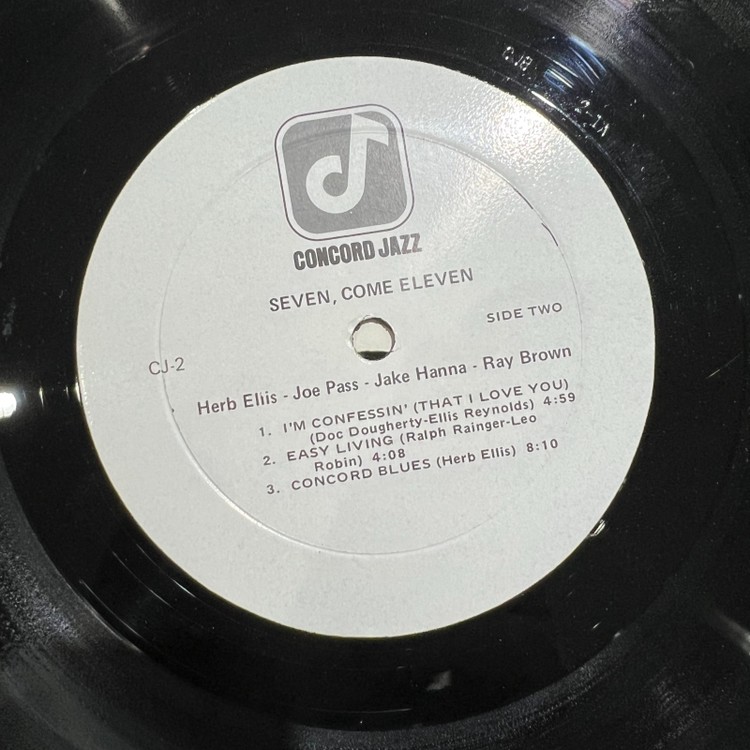 CONCORD JAZZ
SEVEN, COME ELEVEN
SIDE TWO
CJ-2
Herb Ellis - Joe Pass - Jake Hanna - Ray Brown
1. I'M CONFESSIN' (THAT I LOVE YOU)
(Doc Dougherty-Ellis Reynolds) 4:59
2. EASY LIVING (Ralph Rainger-Leo
Robin) 4:08
3. CONCORD BLUES (Herb Ellis) 8:10